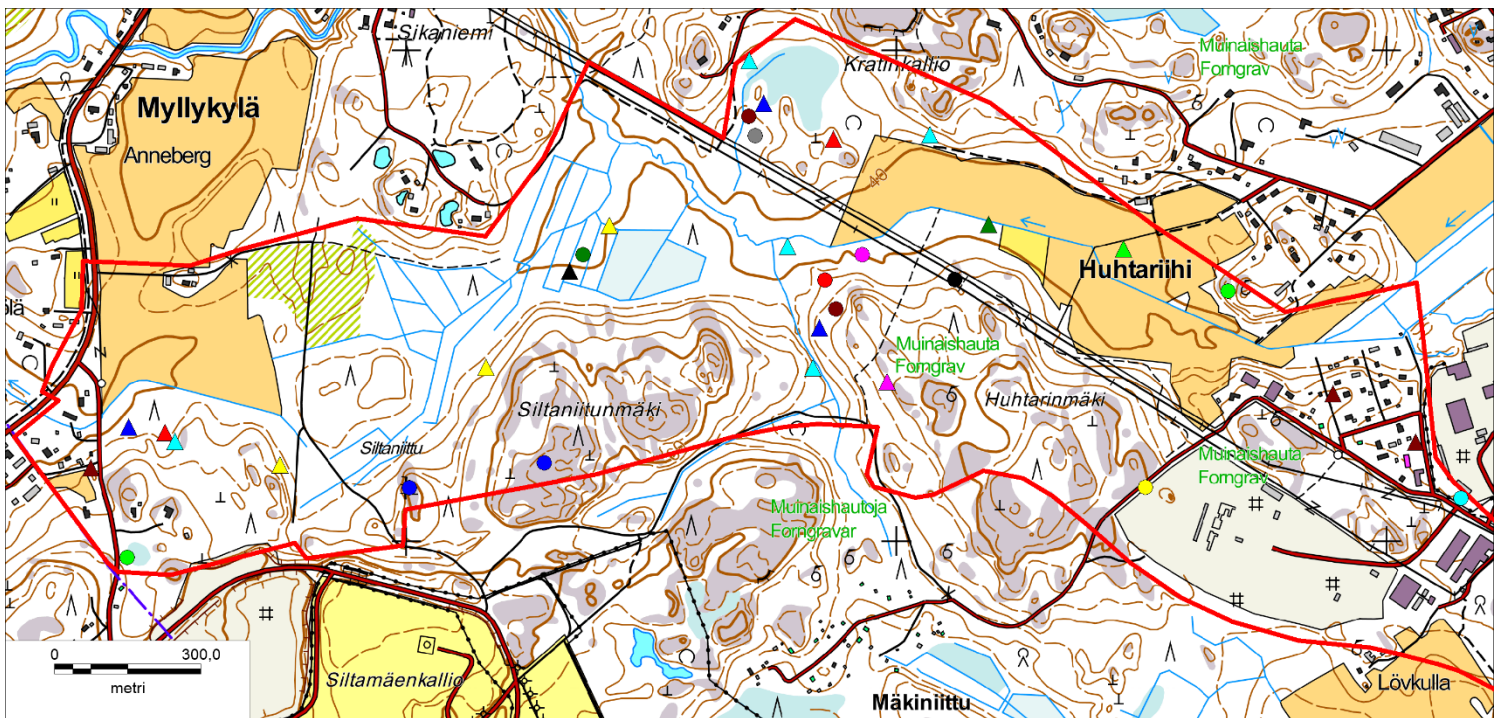 Sikaniemi
Muinaishauta
Forngrav
Kratinkallio
Myllykylä
Anneberg
40
Huhtariihi
Muinaishauta
Forngrav
Huhtarinmäki
Siltaniitunmäki
Siltaniittu
Muinaishauta
Forngrav
Muinaishautoja
Forngravar
0 300,0
metri
Siltamäenkallio
Mäkiniittu
Lövkulla